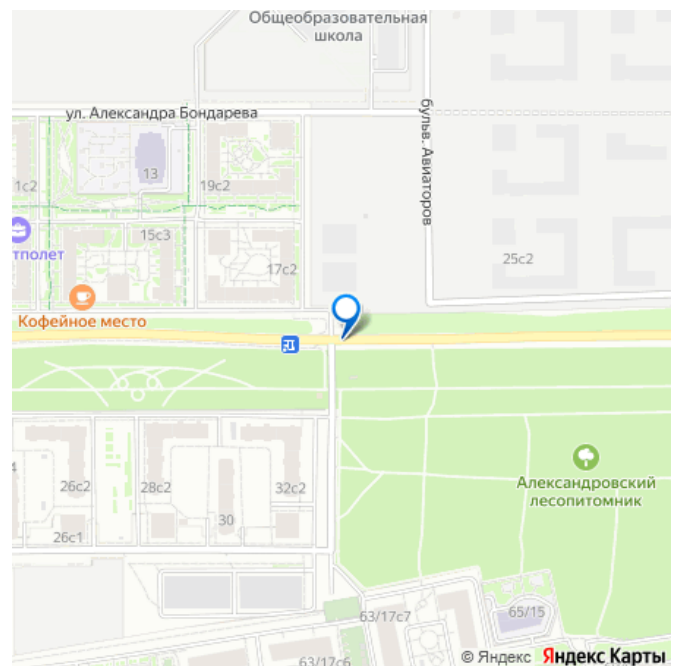 Общеобразовательная
школа
ул. Александра Бондарева
бульв. Авиаторов
13
1с2
19с2
15с3
тполет
17с2
25с2
Кофейное место
Александровский
лесопитомник
4
26с2
28с2
32с2
30
26с1
63/17с7
65/15
63/17с6
© Яндекс Яндекс Карты